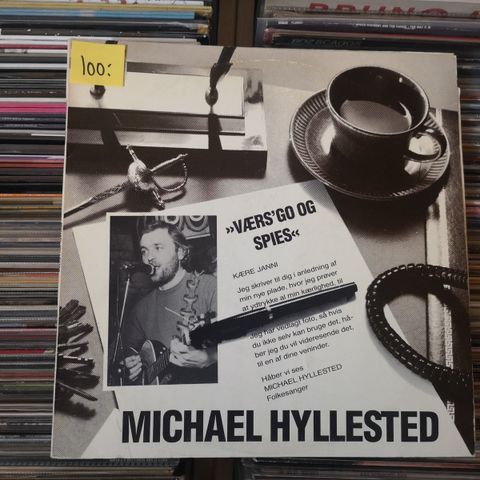 100:
»VÆRS'GO OG
SPIES«
KÆRE JANNI
Jeg skriver til dig i anledning af
min nye plade, hvor jeg prøver
at udtrykke al min kærlighed, til
Jeg har vedlagt foto, så hvis
du ikke selv kan bruge det, hå-
ber jeg du vil videresende det,
til en af dine veninder.
Håber vi ses
MICHAEL HYLLESTED
Folkesanger
MICHAEL HYLLESTED